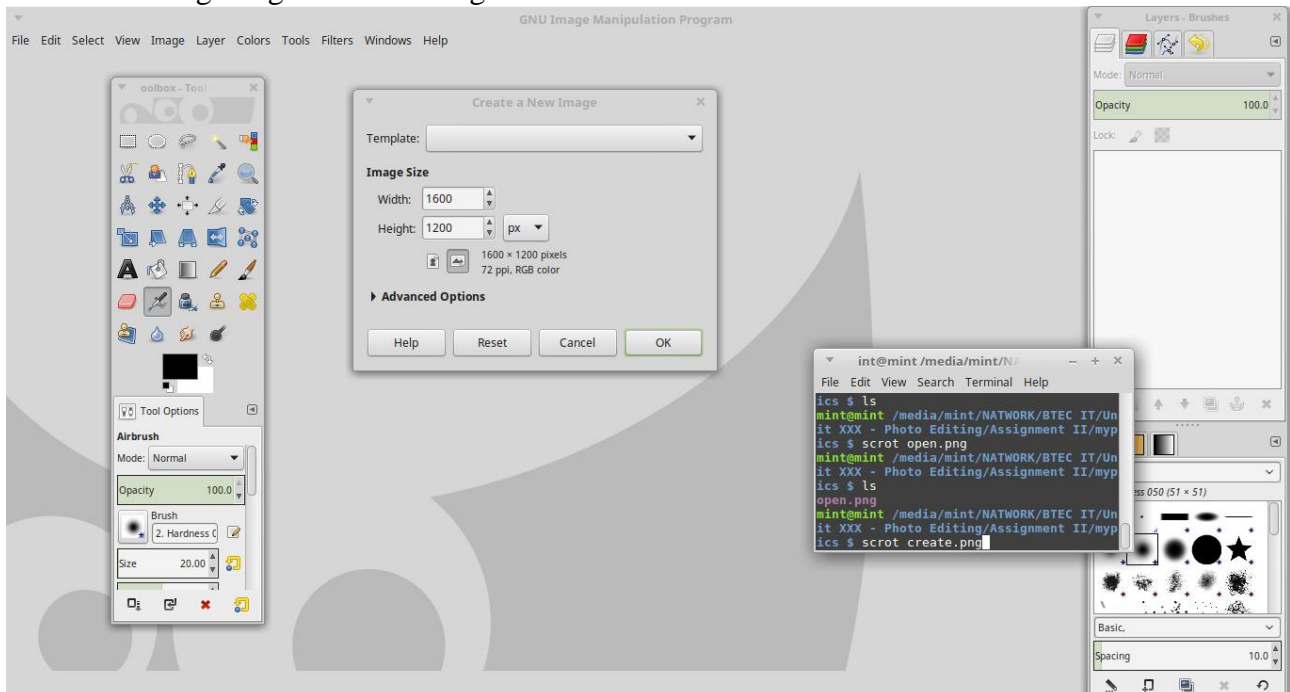 GNU Image Manipulation Program
File Edit Select View Image Layer Colors Tools Filters Windows Help
oolbox - Tool
Tool Options
Airbrush
Mode: Normal
Opacity 100.0
Brush
2. Hardness
Size 20.00
Create a New Image
Template:
Image Size
Width: 1600
Height: 1200 px
1600 × 1200 pixels
72 ppi, RGB color
Advanced Options
Help Reset Cancel OK
int@mint /media/mint/NA
File Edit View Search Terminal Help
ics $ ls
mint@mint /media/mint/NATWORK/BTEC IT/Un
it XXX - Photo Editing/Assignment II/myp
ics $ scrot open.png
mint@mint /media/mint/NATWORK/BTEC IT/Un
it XXX - Photo Editing/Assignment II/myp
ics $ ls
open.png
mint@mint /media/mint/NATWORK/BTEC IT/Un
it XXX - Photo Editing/Assignment II/myp
ics $ scrot create.png
Layers - Brushes
Mode: Normal
Opacity 100.0
Lock:
ess 050 (51 × 51)
Basic,
Spacing 10.0